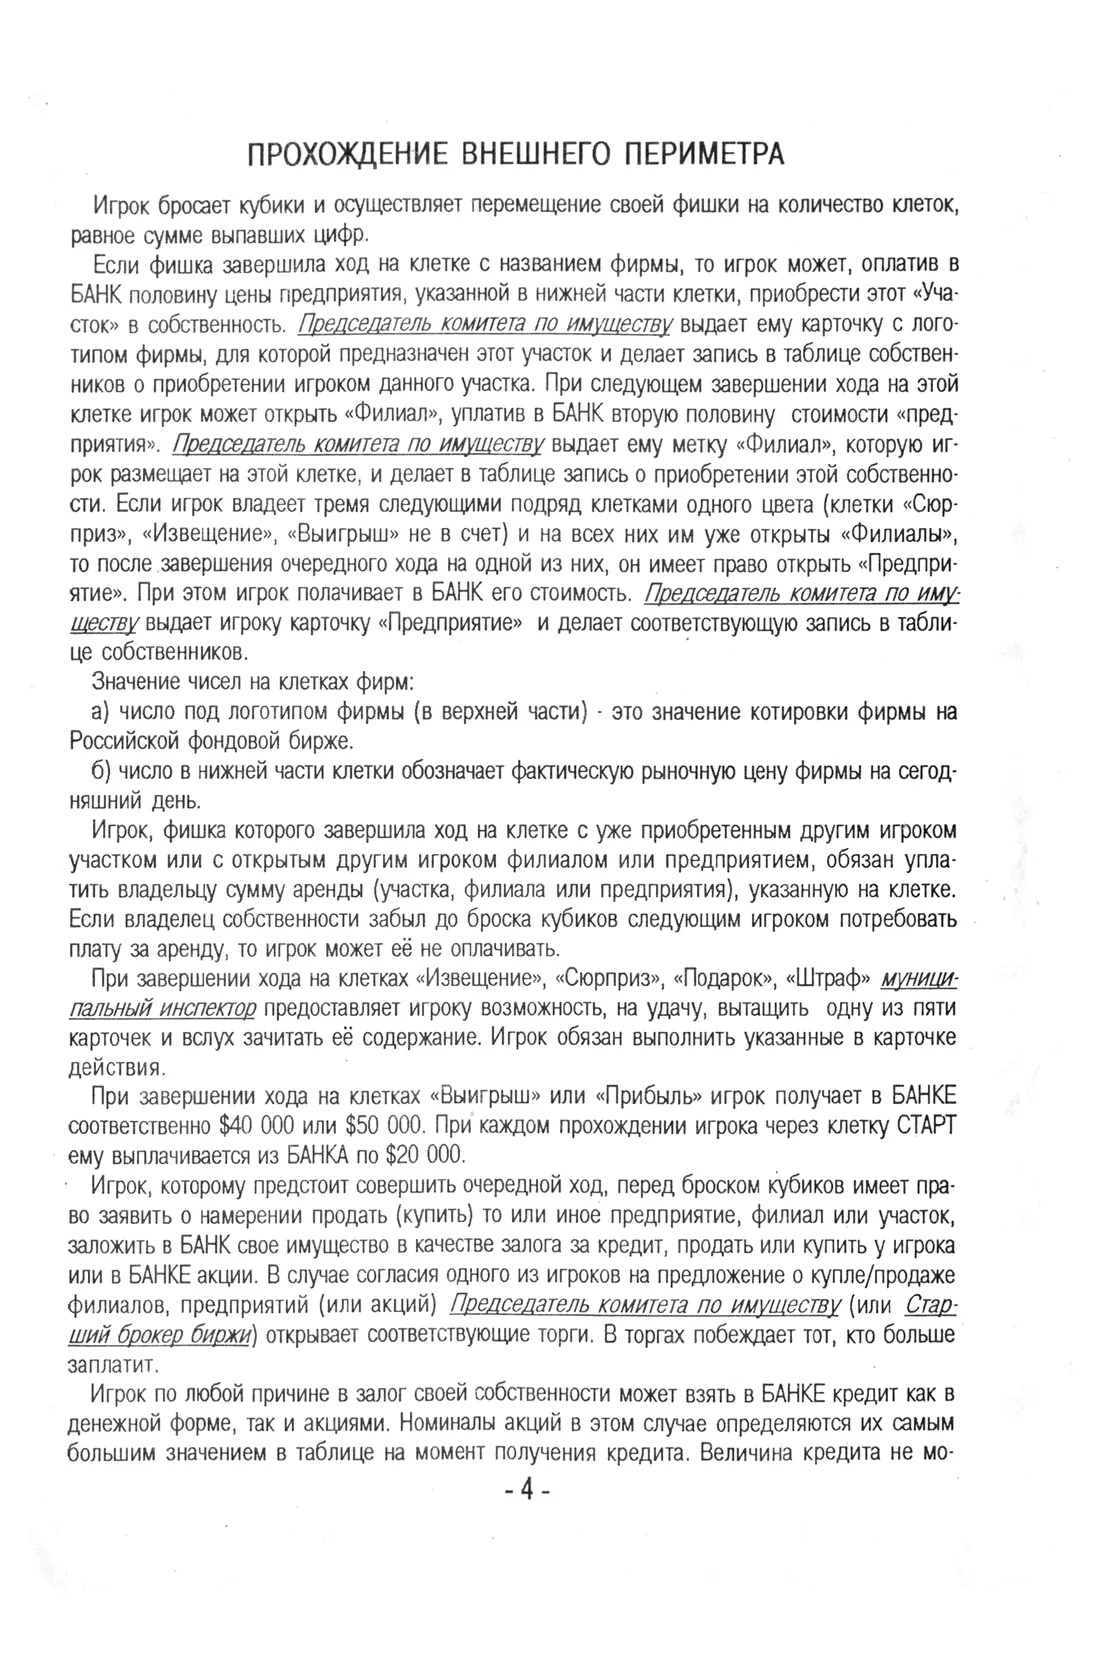 ПРОХОЖДЕНИЕ ВНЕШНЕГО ПЕРИМЕТРА
Игрок бросает кубики и осуществляет перемещение своей фишки на количество клеток,
равное сумме выпавших цифр.
Если фишка завершила ход на клетке с названием фирмы, то игрок может, оплатив в
БАНК половину цены предприятия, указанной в нижней части клетки, приобрести этот «Уча-
сток» в собственность. Председатель комитета по имуществу выдает ему карточку с лого-
типом фирмы, для которой предназначен этот участок и делает запись в таблице собствен-
ников о приобретении игроком данного участка. При следующем завершении хода на этой
клетке игрок может открыть «Филиал», уплатив в БАНК вторую половину стоимости «пред-
приятия». Председатель комитета по имуществу выдает ему метку «Филиал», которую иг-
рок размещает на этой клетке, и делает в таблице запись о приобретении этой собственно-
сти. Если игрок владеет тремя следующими подряд клетками одного цвета (клетки «Сюр-
приз», «Извещение», «Выигрыш» не в счет) и на всех них им уже открыты «Филиалы»,
то после завершения очередного хода на одной из них, он имеет право открыть «Предпри-
ятие». При этом игрок полачивает в БАНК его стоимость. Председатель комитета по иму-
ществу выдает игроку карточку «Предприятие» и делает соответствующую запись в табли-
це собственников.
Значение чисел на клетках фирм:
а) число под логотипом фирмы (в верхней части) - это значение котировки фирмы на
Российской фондовой бирже.
б) число в нижней части клетки обозначает фактическую рыночную цену фирмы на сегод-
няшний день.
Игрок, фишка которого завершила ход на клетке с уже приобретенным другим игроком
участком или с открытым другим игроком филиалом или предприятием, обязан упла-
тить владельцу сумму аренды (участка, филиала или предприятия), указанную на клетке.
Если владелец собственности забыл до броска кубиков следующим игроком потребовать
плату за аренду, то игрок может её не оплачивать.
При завершении хода на клетках «Извещение», «Сюрприз», «Подарок», «Штраф» муници-
пальный инспектор предоставляет игроку возможность, на удачу, вытащить одну из пяти
карточек и вслух зачитать её содержание. Игрок обязан выполнить указанные в карточке
действия.
При завершении хода на клетках «Выигрыш» или «Прибыль» игрок получает в БАНКЕ
соответственно $40 000 или $50 000. При каждом прохождении игрока через клетку СТАРТ
ему выплачивается из БАНКА по $20 000.
Игрок, которому предстоит совершить очередной ход, перед броском кубиков имеет пра-
во заявить о намерении продать (купить) то или иное предприятие, филиал или участок,
заложить в БАНК свое имущество в качестве залога за кредит, продать или купить у игрока
или в БАНКЕ акции. В случае согласия одного из игроков на предложение о купле/продаже
филиалов, предприятий (или акций) Председатель комитета по имуществу (или Стар-
ший брокер биржи) открывает соответствующие торги. В торгах побеждает тот, кто больше
заплатит.
Игрок по любой причине в залог своей собственности может взять в БАНКЕ кредит как в
денежной форме, так и акциями. Номиналы акций в этом случае определяются их самым
большим значением в таблице на момент получения кредита. Величина кредита не мо-
- 4 -